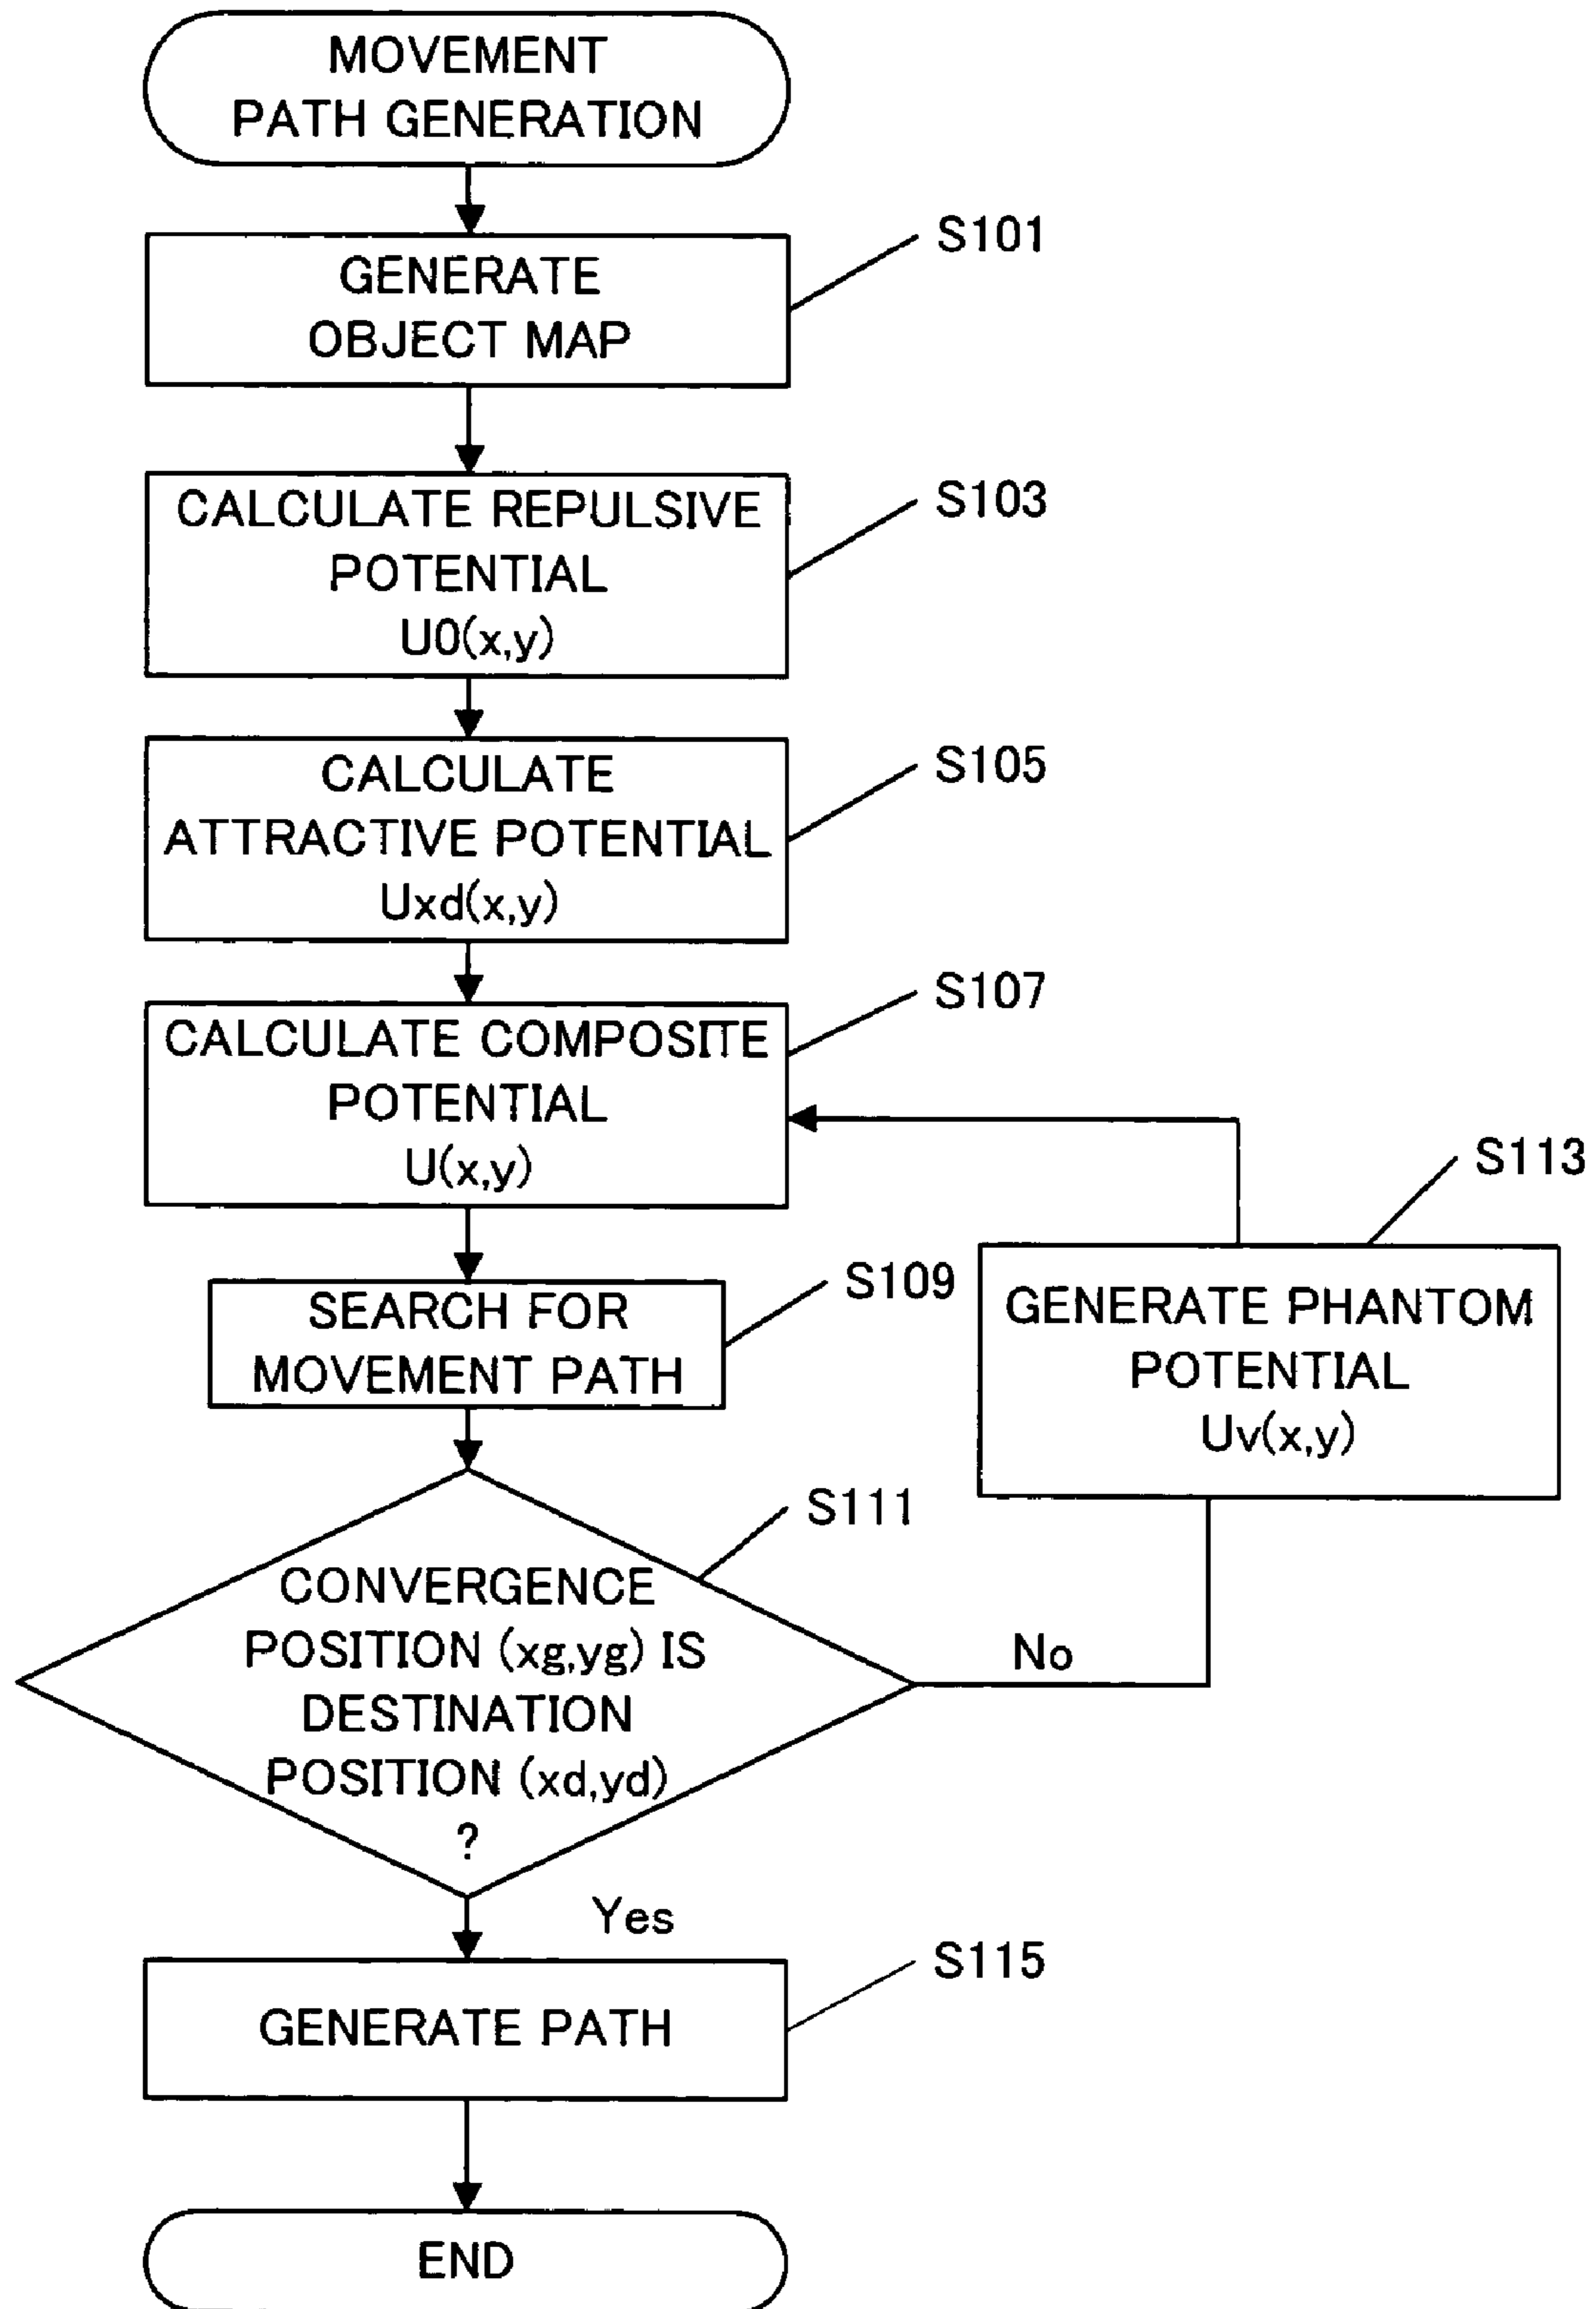 MOVEMENT
PATH GENERATION
S101
GENERATE
OBJECT MAP
S103
CALCULATE REPULSIVE
POTENTIAL
U0(x,y)
S105
CALCULATE
ATTRACTIVE POTENTIAL
Uxd(x,y)
S107
CALCULATE COMPOSITE
POTENTIAL
U(x,y)
S113
GENERATE PHANTOM
POTENTIAL
Uv(x,y)
S109
SEARCH FOR
MOVEMENT PATH
S111
CONVERGENCE
POSITION (xg,yg) IS
DESTINATION
POSITION (xd,yd)
?
No
Yes
S115
GENERATE PATH
END